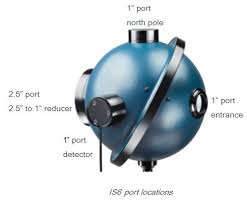 1" port
north pole
2.5" port
2.5" to 1" reducer
1" port
entrance
1" port
detector
IS6 port locations